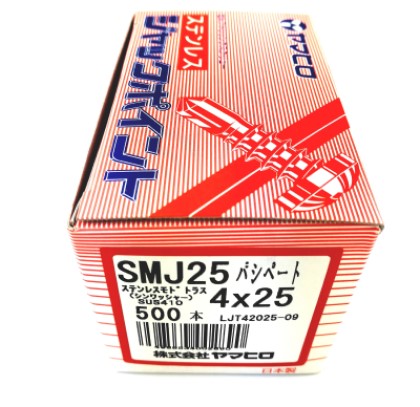 ヤマヒロ
ステンレス
ジャックポイント
SMJ25 パシペート
ステンレスモドトラス
(シンワッシャー)
SUS410
4x25
500 本
LJT42025-09
株式会社ヤマヒロ
日本製